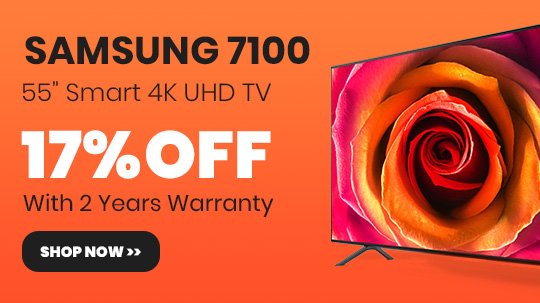 SAMSUNG 7100
55" Smart 4K UHD TV
17% OFF
With 2 Years Warranty
SHOP NOW >>